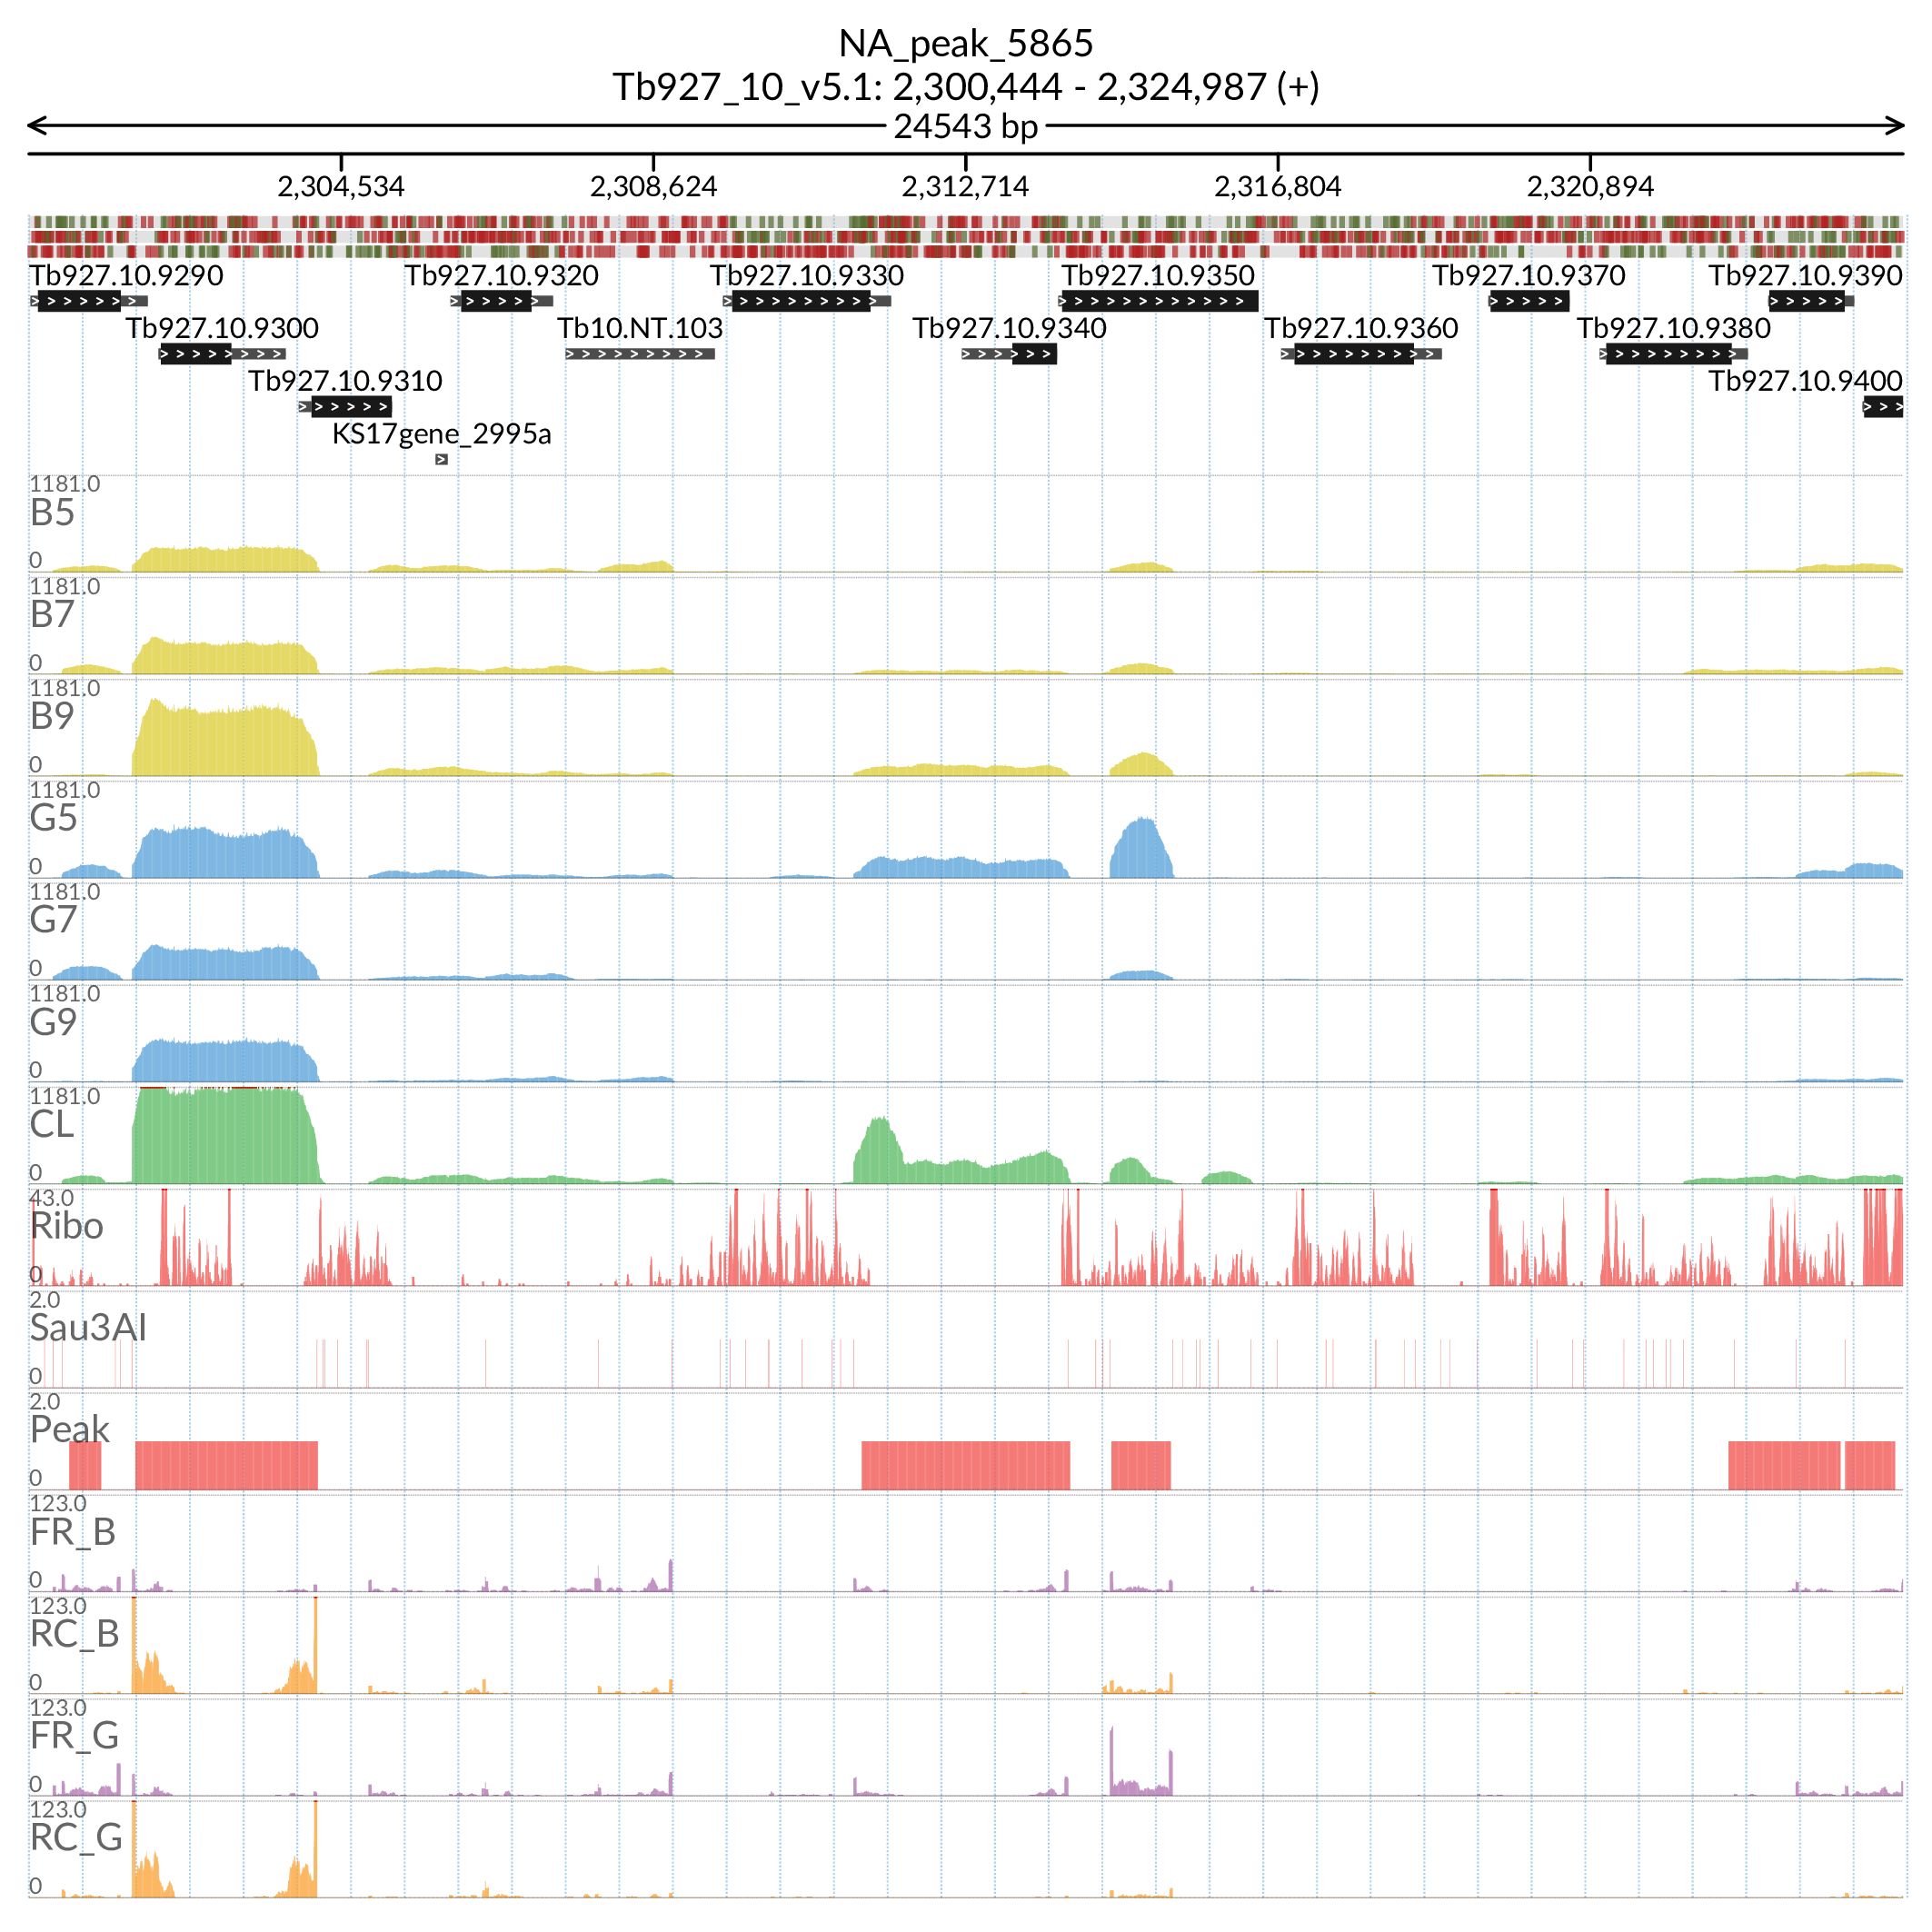 NA_peak_5865
Tb927_10_v5.1: 2,300,444 - 2,324,987 (+)
24543 bp
2,304,534 2,308,624 2,312,714 2,316,804 2,320,894
Tb927.10.9290 Tb927.10.9320 Tb927.10.9330 Tb927.10.9350 Tb927.10.9370 Tb927.10.9390
Tb927.10.9300 Tb10.NT.103 Tb927.10.9340 Tb927.10.9360 Tb927.10.9380
Tb927.10.9310 Tb927.10.9400
KS17gene_2995a
1181.0
B5
0
1181.0
B7
0
1181.0
B9
0
1181.0
G5
0
1181.0
G7
0
1181.0
G9
0
1181.0
CL
0
43.0
Ribo
0
2.0
Sau3AI
0
2.0
Peak
0
123.0
FR_B
0
123.0
RC_B
0
123.0
FR_G
0
123.0
RC_G
0